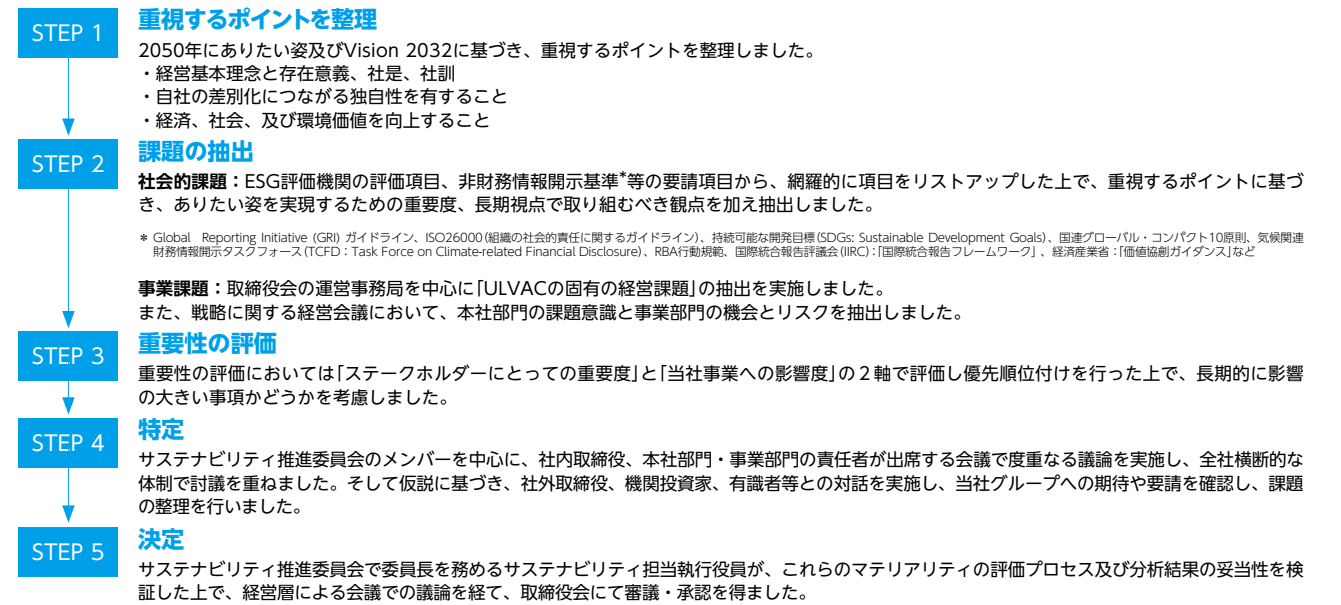 STEP 1
重視するポイントを整理
2050年にありたい姿及びVision 2032に基づき、重視するポイントを整理しました。
・経営基本理念と存在意義、社是、社訓
・自社の差別化につながる独自性を有すること
・経済、社会、及び環境価値を向上すること
STEP 2
課題の抽出
社会的課題：ESG評価機関の評価項目、非財務情報開示基準*等の要請項目から、網羅的に項目をリストアップした上で、重視するポイントに基づ
き、ありたい姿を実現するための重要度、長期視点で取り組むべき観点を加え抽出しました。
* Global Reporting Initiative (GRI) ガイドライン、ISO26000（組織の社会的責任に関するガイドライン）、持続可能な開発目標（SDGs: Sustainable Development Goals）、国連グローバル・コンパクト10原則、気候関連
財務情報開示タスクフォース（TCFD：Task Force on Climate-related Financial Disclosure）、RBA行動規範、国際統合報告評議会（IIRC）：「国際統合報告フレームワーク」、経済産業省：「価値協創ガイダンス」など
事業課題：取締役会の運営事務局を中心に「ULVACの固有の経営課題」の抽出を実施しました。
また、戦略に関する経営会議において、本社部門の課題意識と事業部門の機会とリスクを抽出しました。
STEP 3
重要性の評価
重要性の評価においては「ステークホルダーにとっての重要度」と「当社事業への影響度」の２軸で評価し優先順位付けを行った上で、長期的に影響
の大きい事項かどうかを考慮しました。
STEP 4
特定
サステナビリティ推進委員会のメンバーを中心に、社内取締役、本社部門・事業部門の責任者が出席する会議で度重なる議論を実施し、全社横断的な
体制で討議を重ねました。そして仮説に基づき、社外取締役、機関投資家、有識者等との対話を実施し、当社グループへの期待や要請を確認し、課題
の整理を行いました。
STEP 5
決定
サステナビリティ推進委員会で委員長を務めるサステナビリティ担当執行役員が、これらのマテリアリティの評価プロセス及び分析結果の妥当性を検
証した上で、経営層による会議での議論を経て、取締役会にて審議・承認を得ました。